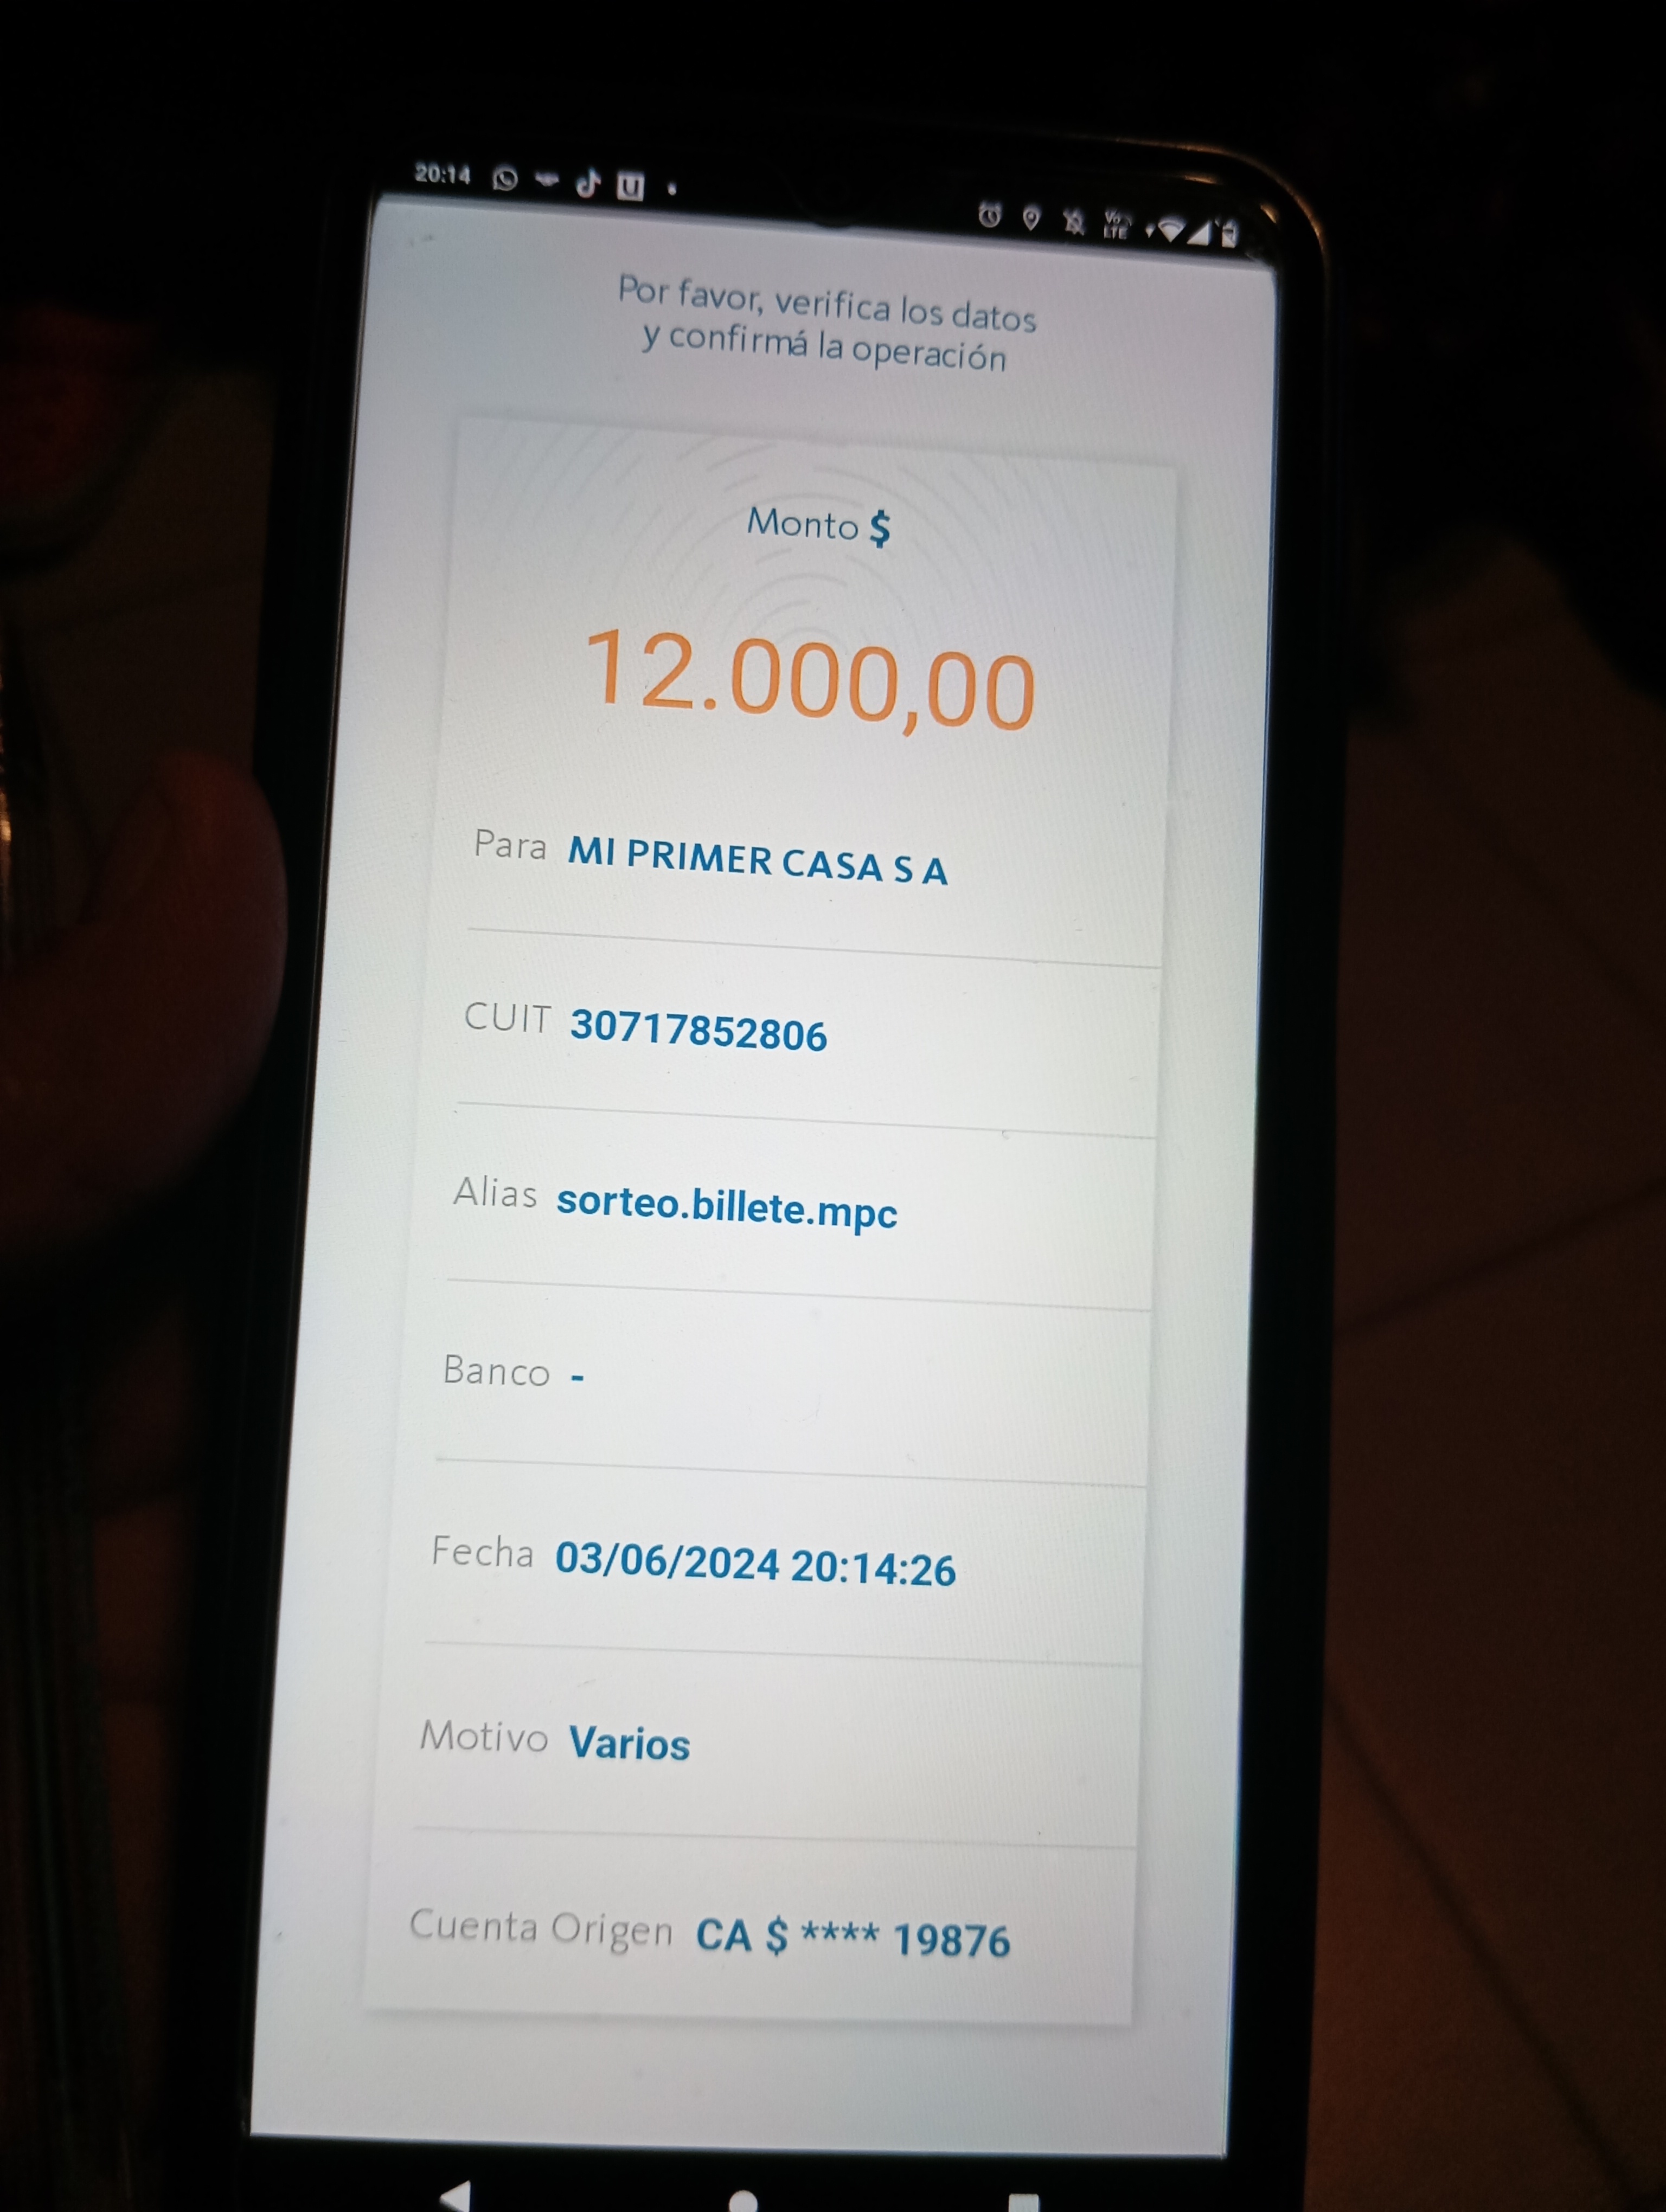 20:14
Por favor, verifica los datos
y confirmá la operación
Monto $
12.000,00
Para MI PRIMER CASA S A
CUIT 30717852806
Alias sorteo.billete.mpc
Banco -
Fecha 03/06/2024 20:14:26
Motivo Varios
Cuenta Origen CA $ **** 19876